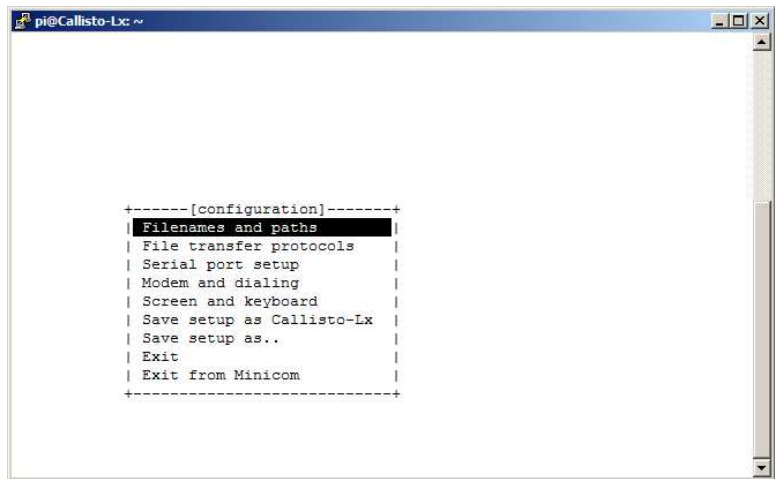 pi@Callisto-Lx: ~
+------[configuration]-------+
| Filenames and paths        |
| File transfer protocols    |
| Serial port setup          |
| Modem and dialing          |
| Screen and keyboard        |
| Save setup as Callisto-Lx  |
| Save setup as..            |
| Exit                       |
| Exit from Minicom          |
+----------------------------+